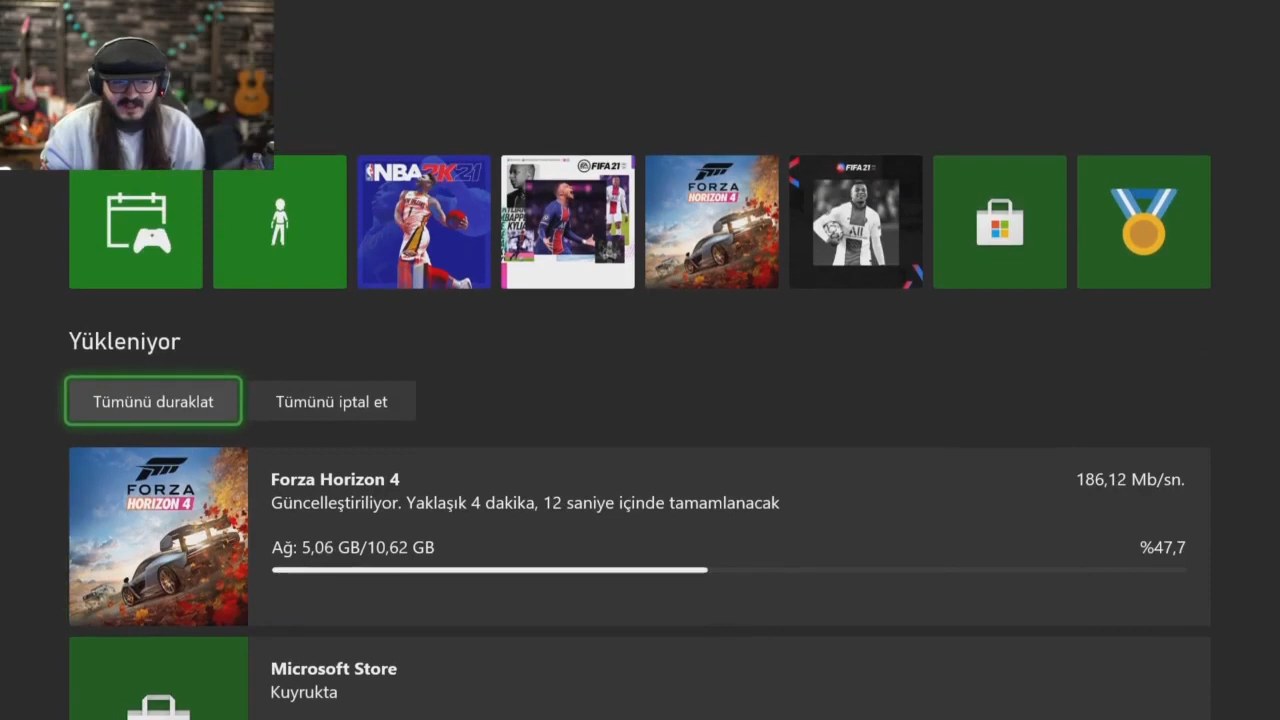 NBA 2K21
FIFA 21
FORZA
HORIZON 4
FIFA 21
Yükleniyor
Tümünü duraklat
Tümünü iptal et
FORZA
HORIZON 4
Forza Horizon 4
186,12 Mb/sn.
Güncelleştiriliyor. Yaklaşık 4 dakika, 12 saniye içinde tamamlanacak
Ağ: 5,06 GB/10,62 GB
%47,7
Microsoft Store
Kuyrukta